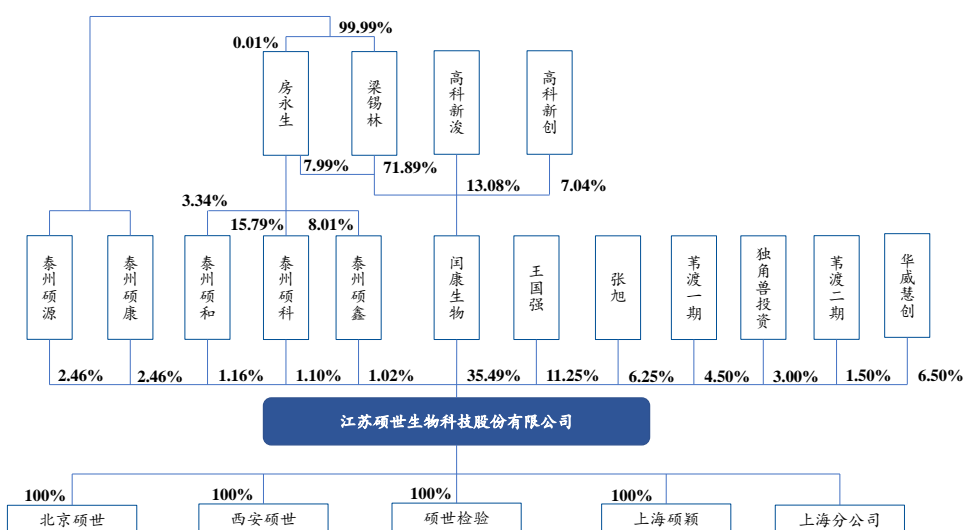 99.99%
0.01%
房永生
梁锡林
高科新浚
高科新创
7.99%
71.89%
13.08%
7.04%
3.34%
15.79%
8.01%
泰州硕源
泰州硕康
泰州硕和
泰州硕科
泰州硕鑫
闰康生物
王国强
张旭
苇渡一期
独角兽投资
苇渡二期
华威慧创
2.46%
2.46%
1.16%
1.10%
1.02%
35.49%
11.25%
6.25%
4.50%
3.00%
1.50%
6.50%
江苏硕世生物科技股份有限公司
100%
100%
100%
100%
北京硕世
西安硕世
硕世检验
上海硕颖
上海分公司